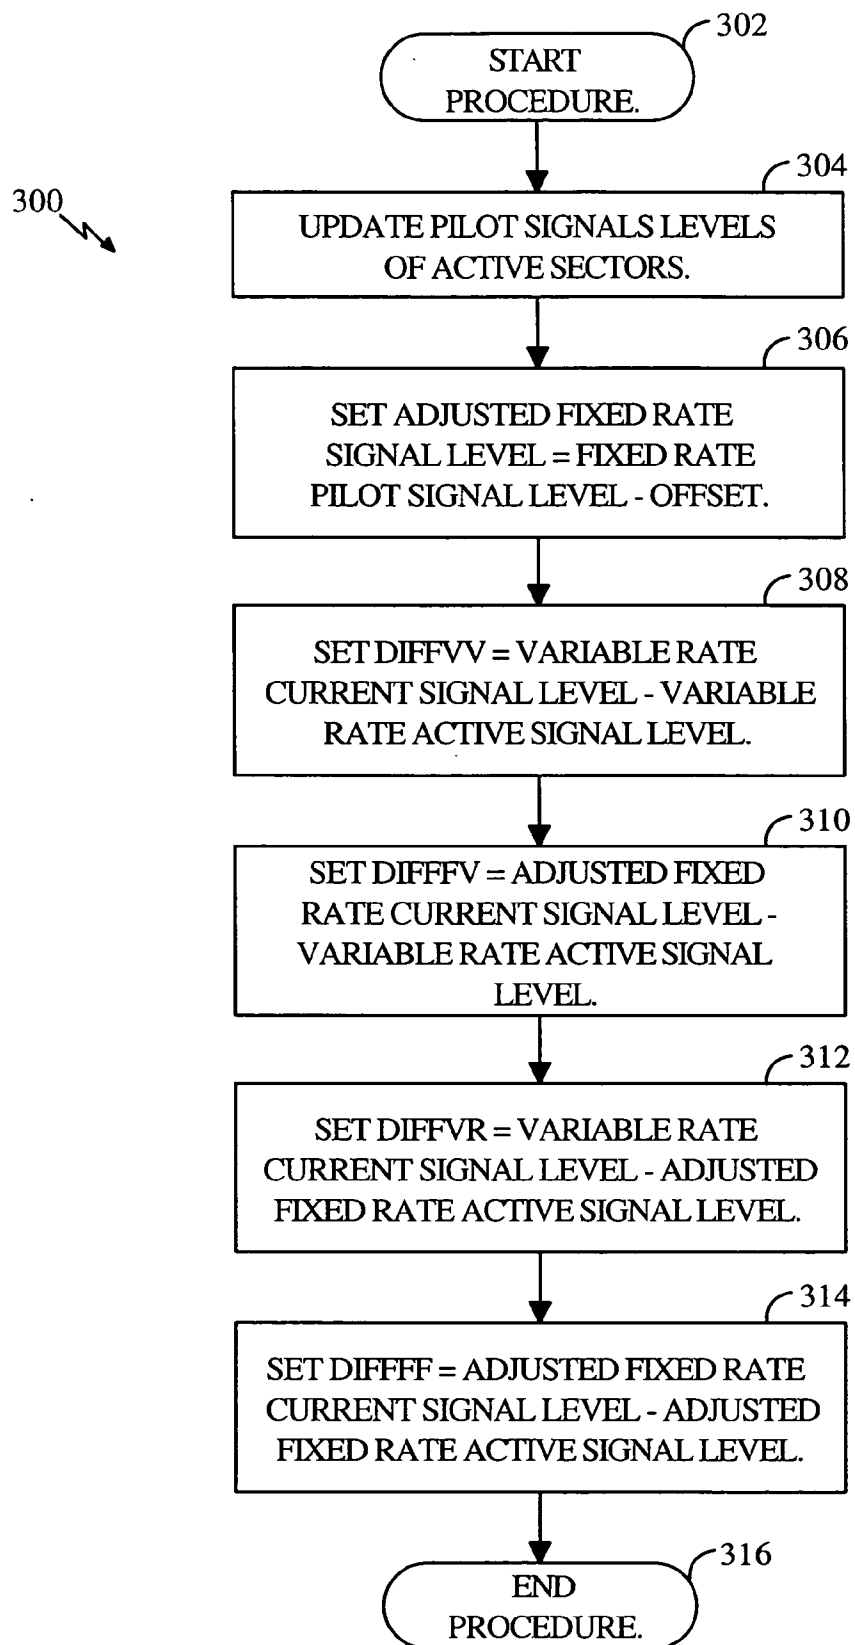 302
START
PROCEDURE.
304
300
UPDATE PILOT SIGNALS LEVELS
OF ACTIVE SECTORS.
306
SET ADJUSTED FIXED RATE
SIGNAL LEVEL = FIXED RATE
PILOT SIGNAL LEVEL - OFFSET.
308
SET DIFFVV = VARIABLE RATE
CURRENT SIGNAL LEVEL - VARIABLE
RATE ACTIVE SIGNAL LEVEL.
310
SET DIFFFV = ADJUSTED FIXED
RATE CURRENT SIGNAL LEVEL -
VARIABLE RATE ACTIVE SIGNAL
LEVEL.
312
SET DIFFVR = VARIABLE RATE
CURRENT SIGNAL LEVEL - ADJUSTED
FIXED RATE ACTIVE SIGNAL LEVEL.
314
SET DIFFFF = ADJUSTED FIXED RATE
CURRENT SIGNAL LEVEL - ADJUSTED
FIXED RATE ACTIVE SIGNAL LEVEL.
316
END
PROCEDURE.